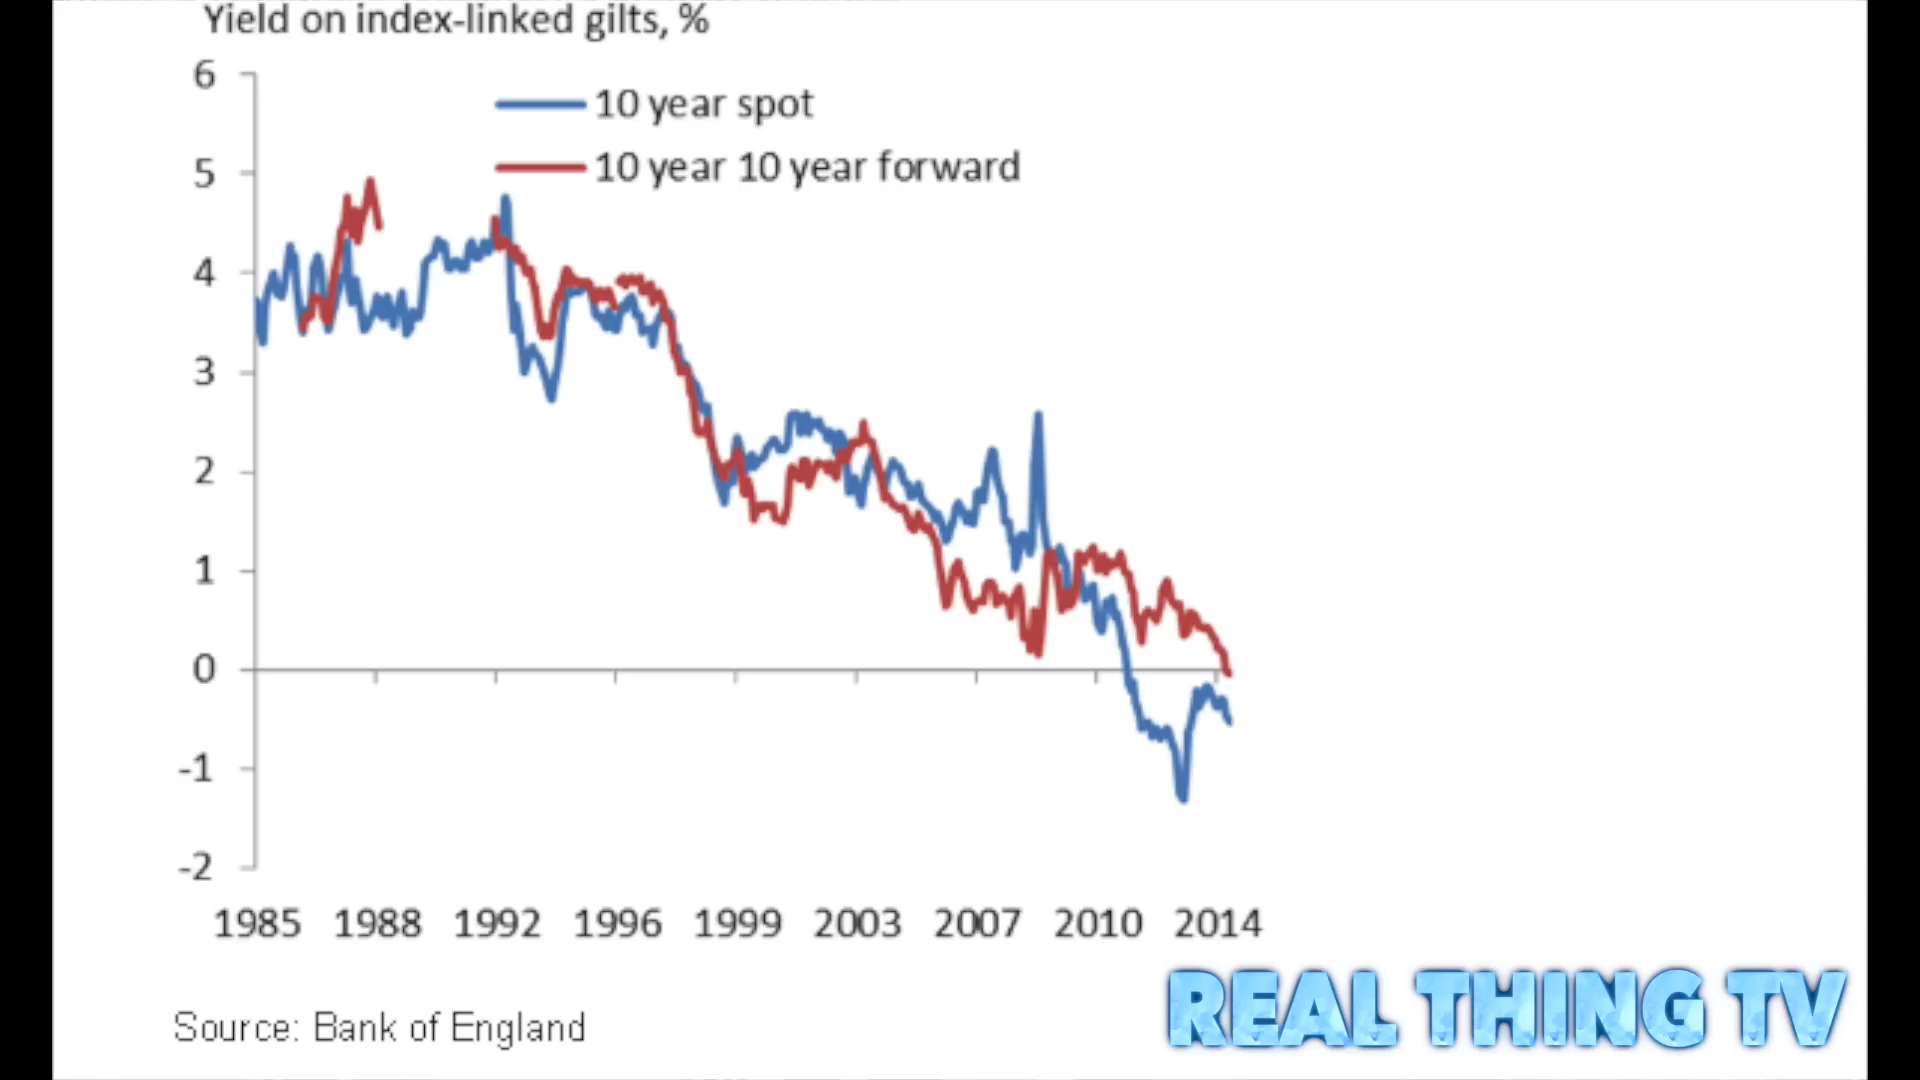 Yield on index-linked gilts, %
6
10 year spot
10 year 10 year forward
5
4
3
2
1
0
-1
-2
1985 1988 1992 1996 1999 2003 2007 2010 2014
Source: Bank of England
REAL THING TV